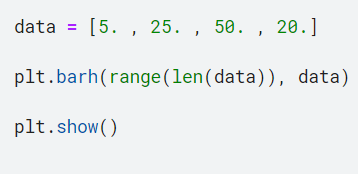 data = [5. , 25. , 50. , 20.]
plt.barh(range(len(data)), data)
plt.show()